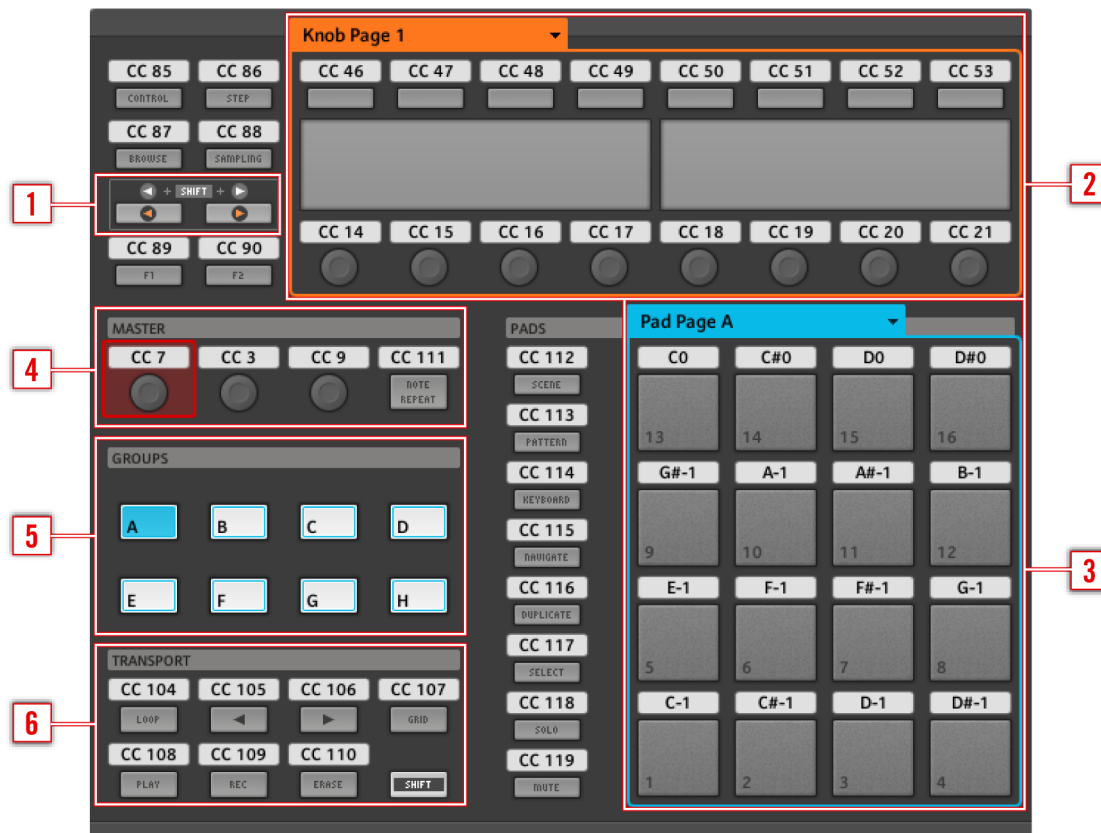 Knob Page 1
CC 85 CC 86 CC 46 CC 47 CC 48 CC 49 CC 50 CC 51 CC 52 CC 53
CONTROL STEP
CC 87 CC 88
BROWSE SAMPLING
+ SHIFT +
1
2
CC 89 CC 90 CC 14 CC 15 CC 16 CC 17 CC 18 CC 19 CC 20 CC 21
F1 F2
MASTER PADS Pad Page A
CC 7 CC 3 CC 9 CC 111 CC 112 C0 C#0 D0 D#0
4
NOTE REPEAT SCENE
CC 113
PATTERN 13 14 15 16
GROUPS CC 114 G#-1 A-1 A#-1 B-1
KEYBOARD
A B C D
5
CC 115
NAVIGATE 9 10 11 12
3
CC 116 E-1 F-1 F#-1 G-1
E F G H
DUPLICATE
CC 117
TRANSPORT SELECT 5 6 7 8
CC 104 CC 105 CC 106 CC 107 CC 118 C-1 C#-1 D-1 D#-1
6
LOOP GRID SOLO
CC 108 CC 109 CC 110 CC 119
PLAY REC ERASE SHIFT MUTE 1 2 3 4